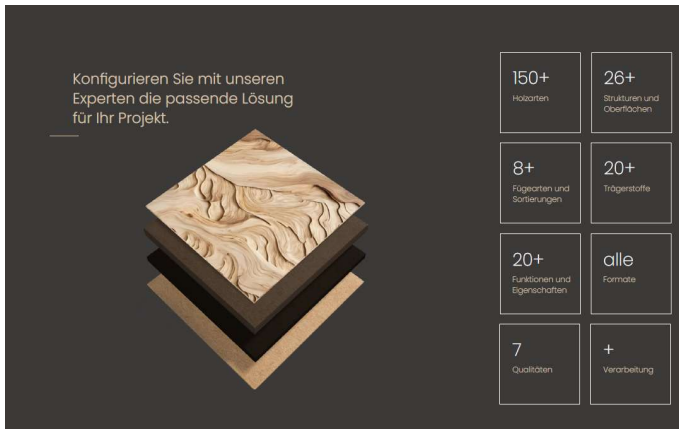 Konfigurieren Sie mit unseren
Experten die passende Lösung
für Ihr Projekt.
150+
Holzarten
26+
Strukturen und
Oberflächen
8+
Fügearten und
Sortierungen
20+
Trägerstoffe
20+
Funktionen und
Eigenschaften
alle
Formate
7
Qualitäten
+
Verarbeitung